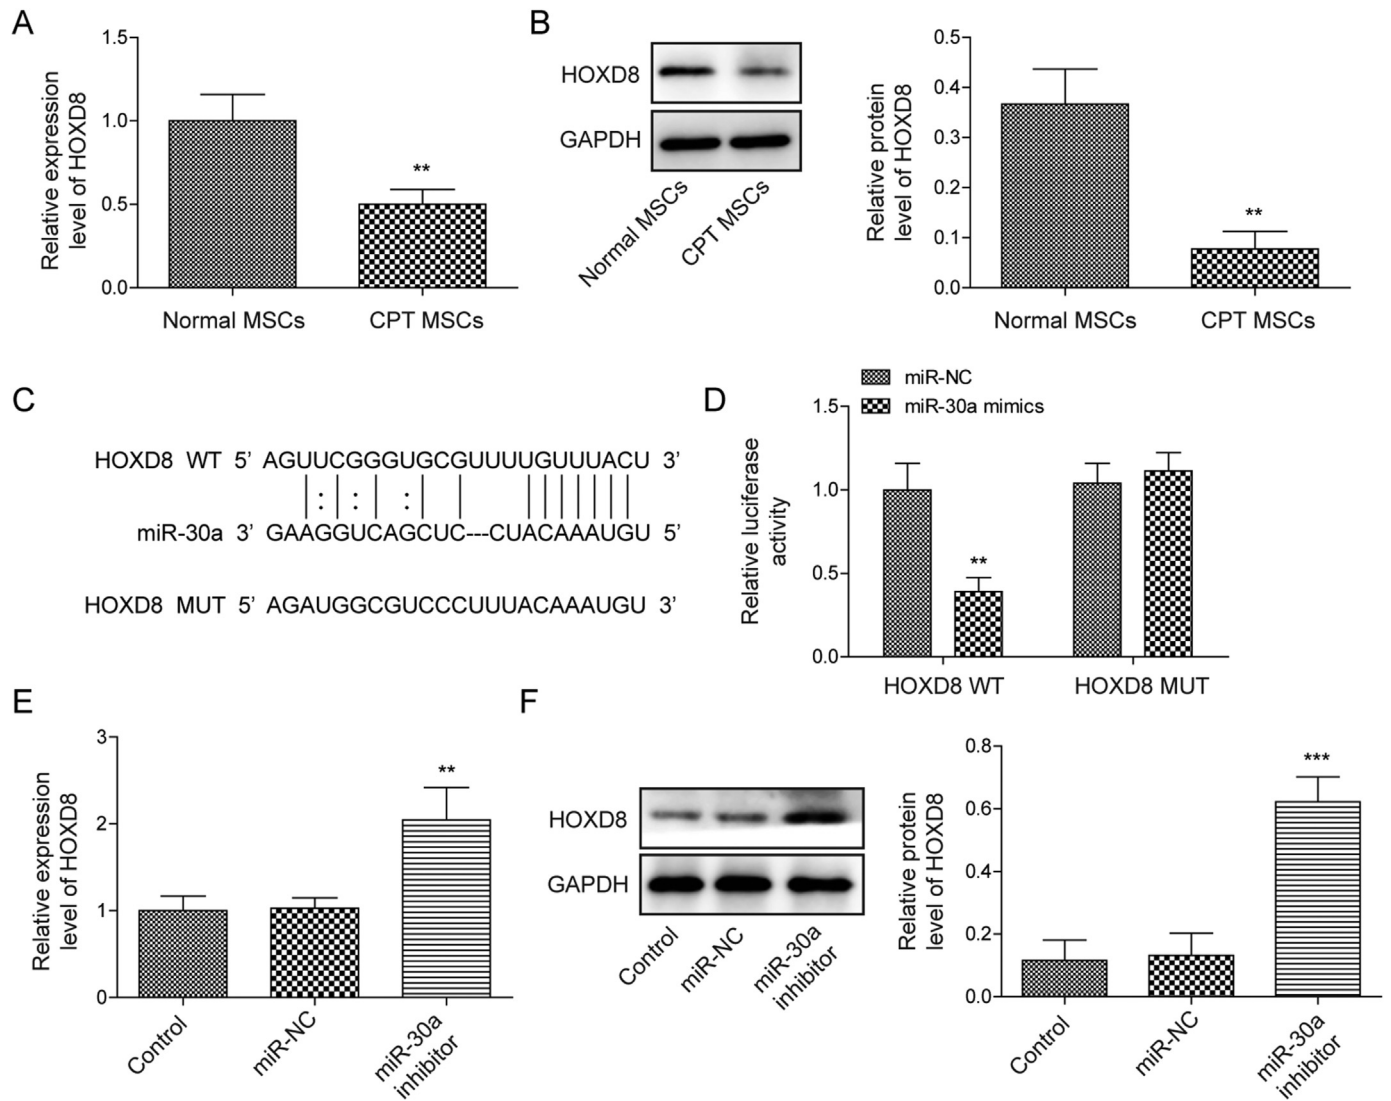 A
Relative expression
level of HOXD8
1.5
1.0
0.5
0.0
**
Normal MSCs
CPT MSCs
B
HOXD8
GAPDH
Normal MSCs
CPT MSCs
Relative protein
level of HOXD8
0.5
0.4
0.3
0.2
0.1
0.0
**
Normal MSCs
CPT MSCs
C
HOXD8 WT 5’ AGUUCGGGUGCGUUUUGUUUACU 3’
miR-30a 3’ GAAGGUCAGCUC---CUACAAAUGU 5’
HOXD8 MUT 5’ AGAUGGCGUCCCUUUACAAAUGU 3’
D
miR-NC
miR-30a mimics
Relative luciferase
activity
1.5
1.0
0.5
0.0
**
HOXD8 WT
HOXD8 MUT
E
Relative expression
level of HOXD8
3
2
1
0
**
Control
miR-NC
miR-30a
inhibitor
F
HOXD8
GAPDH
Control
miR-NC
miR-30a
inhibitor
Relative protein
level of HOXD8
0.8
0.6
0.4
0.2
0.0
***
Control
miR-NC
miR-30a
inhibitor